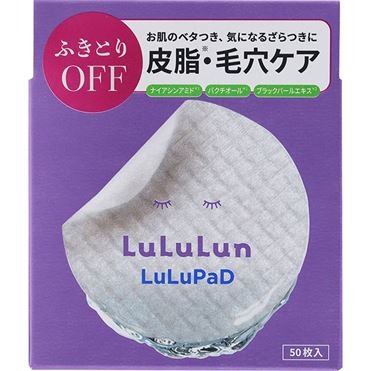 ふきとり
OFF
お肌のベタつき、気になるざらつきに
皮脂※・毛穴ケア
ナイアシンアミド*1 バクチオール*1 ブラックパールエキス*2
LuLuLun
LuLuPaD
50枚入